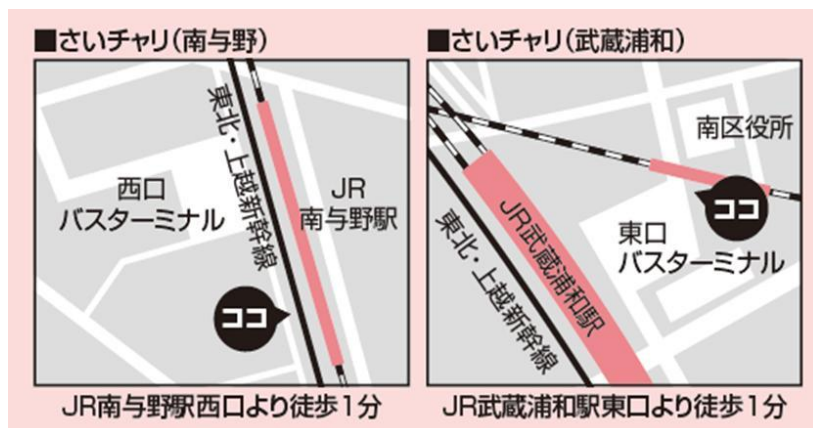 ■さいチャリ(南与野)
東北・上越新幹線
西口
バスターミナル
JR
南与野駅
ココ
JR南与野駅西口より徒歩1分
■さいチャリ(武蔵浦和)
南区役所
ココ
JR武蔵浦和駅
東口
バスターミナル
東北・上越新幹線
JR武蔵浦和駅東口より徒歩1分